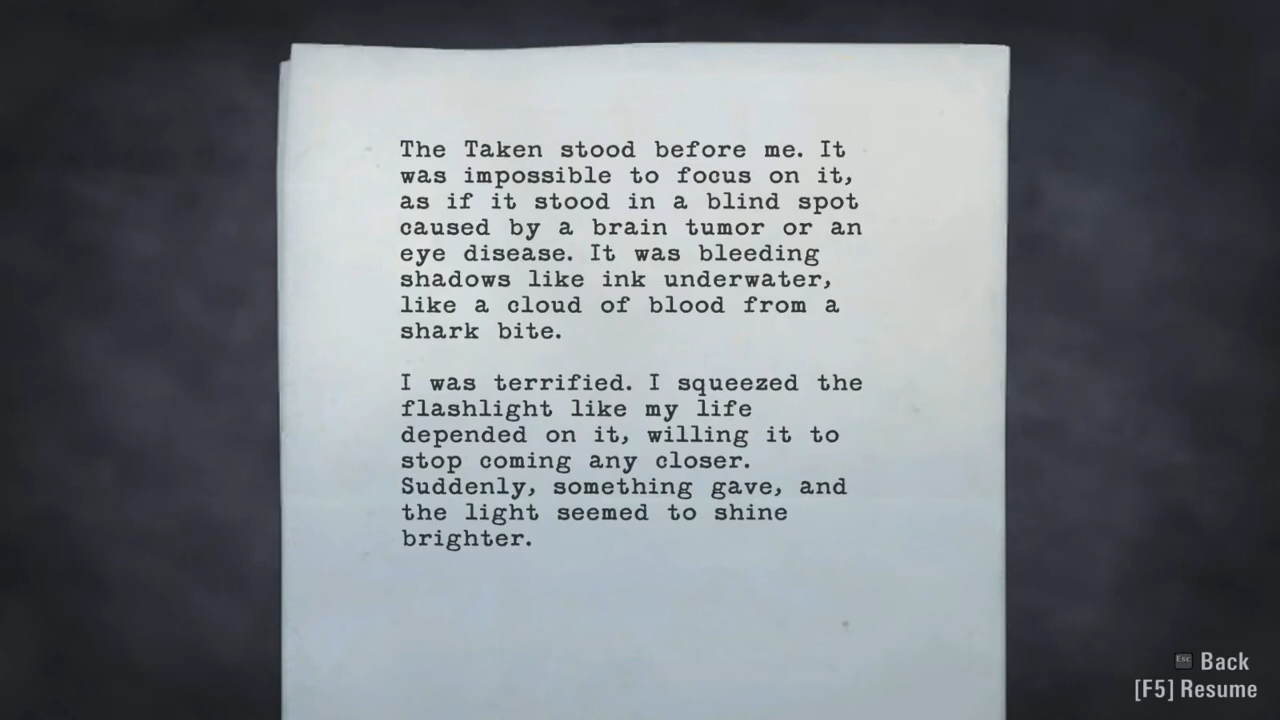 The Taken stood before me. It
was impossible to focus on it,
as if it stood in a blind spot
caused by a brain tumor or an
eye disease. It was bleeding
shadows like ink underwater,
like a cloud of blood from a
shark bite.
I was terrified. I squeezed the
flashlight like my life
depended on it, willing it to
stop coming any closer.
Suddenly, something gave, and
the light seemed to shine
brighter.
Esc Back
[F5] Resume